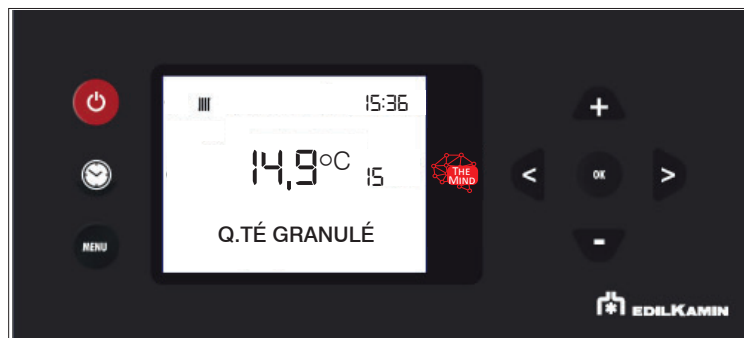 15:36
14,9°C
15
Q.TÉ GRANULÉ
THE
MIND
+
< OK >
-
MENU
EDILKAMIN